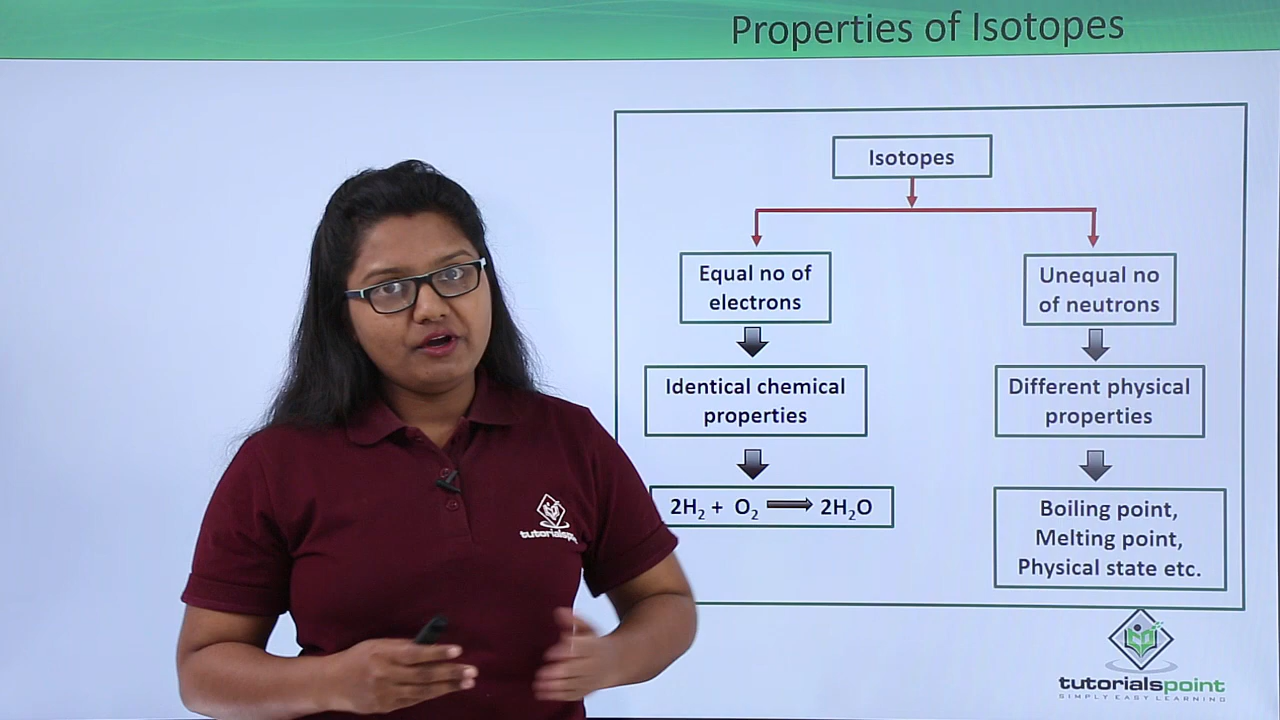 Properties of Isotopes
Isotopes
Equal no of
electrons
Unequal no
of neutrons
Identical chemical
properties
Different physical
properties
2H₂ + O₂ ⟶ 2H₂O
Boiling point,
Melting point,
Physical state etc.
tutorialspoint
SIMPLY EASY LEARNING